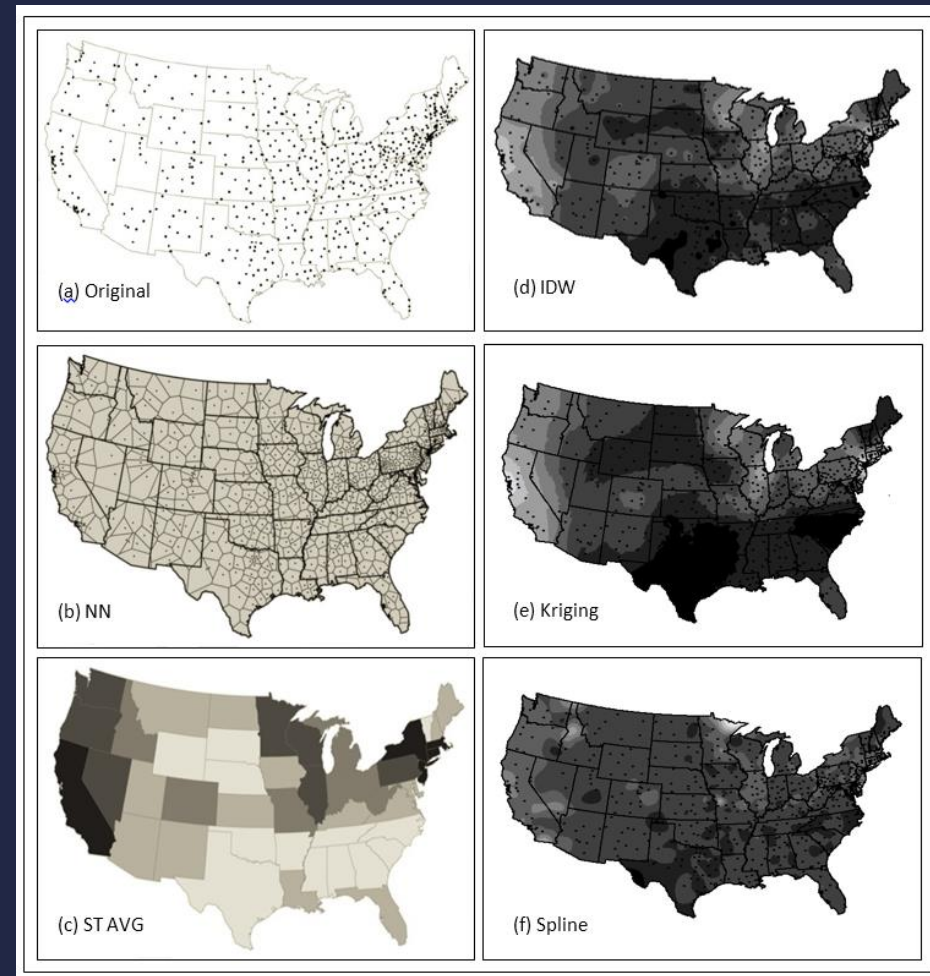 (a) Original
(d) IDW
(b) NN
(e) Kriging
(c) ST AVG
(f) Spline